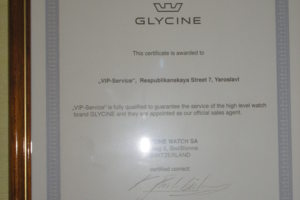 GLYCINE
This certificate is awarded to
„VIP-Service", Respublikanskaya Street 7, Yaroslavl
„VIP-Service" is fully qualified to guarantee the service of the high level watch
brand GLYCINE and they are appointed as our official sales agent.
WATCH SA
SWITZERLAND
certified correct: